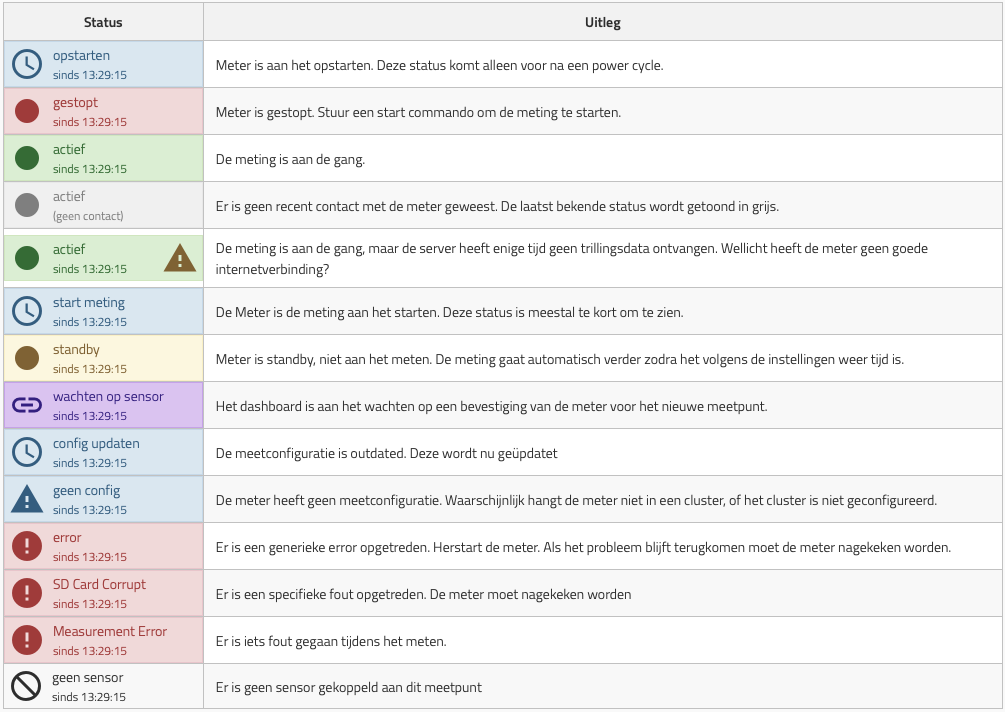 Status
Uitleg
opstarten
sinds 13:29:15
Meter is aan het opstarten. Deze status komt alleen voor na een power cycle.
gestopt
sinds 13:29:15
Meter is gestopt. Stuur een start commando om de meting te starten.
actief
sinds 13:29:15
De meting is aan de gang.
actief
(geen contact)
Er is geen recent contact met de meter geweest. De laatst bekende status wordt getoond in grijs.
actief
sinds 13:29:15
De meting is aan de gang, maar de server heeft enige tijd geen trillingsdata ontvangen. Wellicht heeft de meter geen goede
internetverbinding?
start meting
sinds 13:29:15
De Meter is de meting aan het starten. Deze status is meestal te kort om te zien.
standby
sinds 13:29:15
Meter is standby, niet aan het meten. De meting gaat automatisch verder zodra het volgens de instellingen weer tijd is.
wachten op sensor
sinds 13:29:15
Het dashboard is aan het wachten op een bevestiging van de meter voor het nieuwe meetpunt.
config updaten
sinds 13:29:15
De meetconfiguratie is outdated. Deze wordt nu geüpdatet
geen config
sinds 13:29:15
De meter heeft geen meetconfiguratie. Waarschijnlijk hangt de meter niet in een cluster, of het cluster is niet geconfigureerd.
error
sinds 13:29:15
Er is een generieke error opgetreden. Herstart de meter. Als het probleem blijft terugkomen moet de meter nagekeken worden.
SD Card Corrupt
sinds 13:29:15
Er is een specifieke fout opgetreden. De meter moet nagekeken worden
Measurement Error
sinds 13:29:15
Er is iets fout gegaan tijdens het meten.
geen sensor
sinds 13:29:15
Er is geen sensor gekoppeld aan dit meetpunt